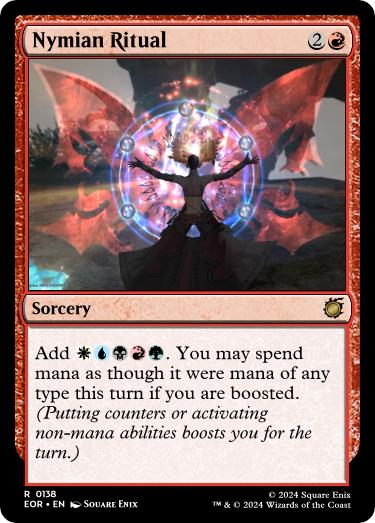 Nymian Ritual 2
Sorcery
Add . You may spend
mana as though it were mana of any
type this turn if you are boosted.
(Putting counters or activating
non-mana abilities boosts you for the
turn.)
R 0138
EOR • EN SQUARE ENIX
© 2024 Square Enix
™ & © 2024 Wizards of the Coast